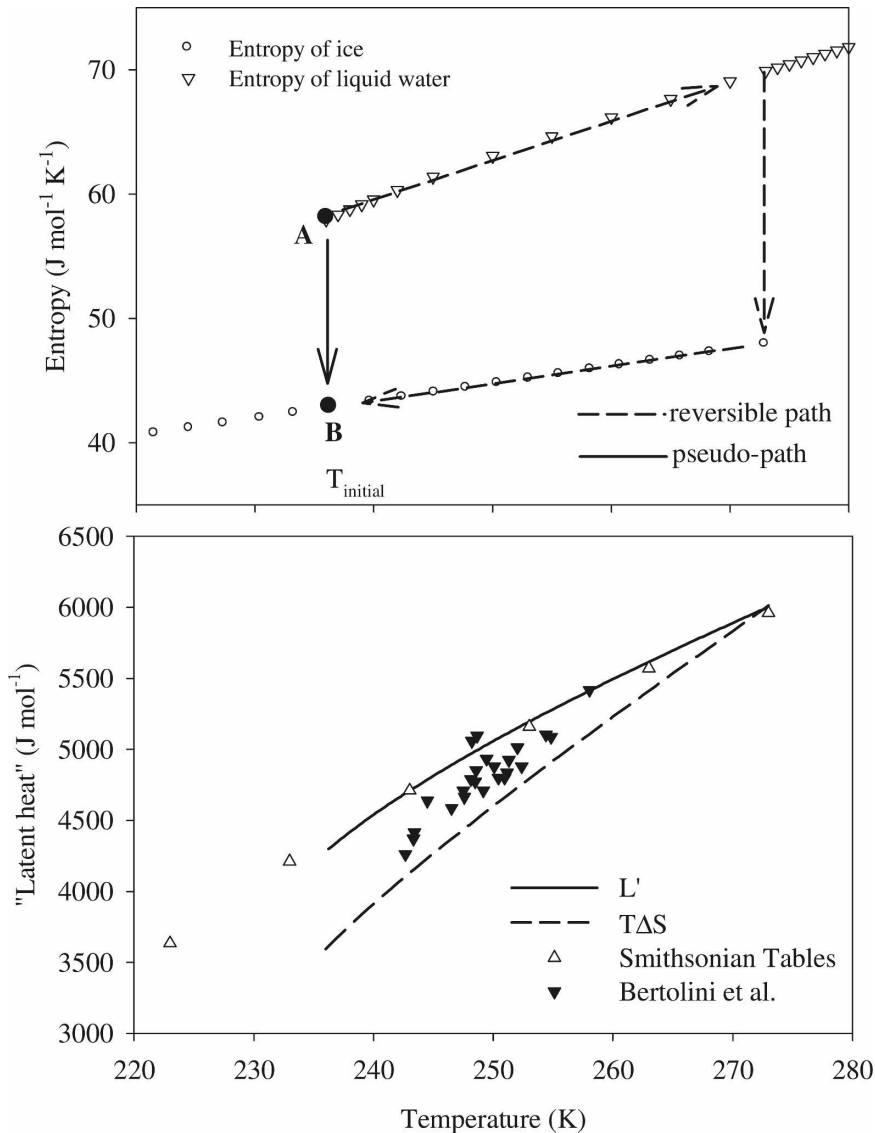 Entropy of ice
Entropy of liquid water
Entropy (J mol⁻¹ K⁻¹)
70
60
50
40
A
B
T_initial
reversible path
pseudo-path
"Latent heat" (J mol⁻¹)
6500
6000
5500
5000
4500
4000
3500
3000
L'
TΔS
Smithsonian Tables
Bertolini et al.
220 230 240 250 260 270 280
Temperature (K)